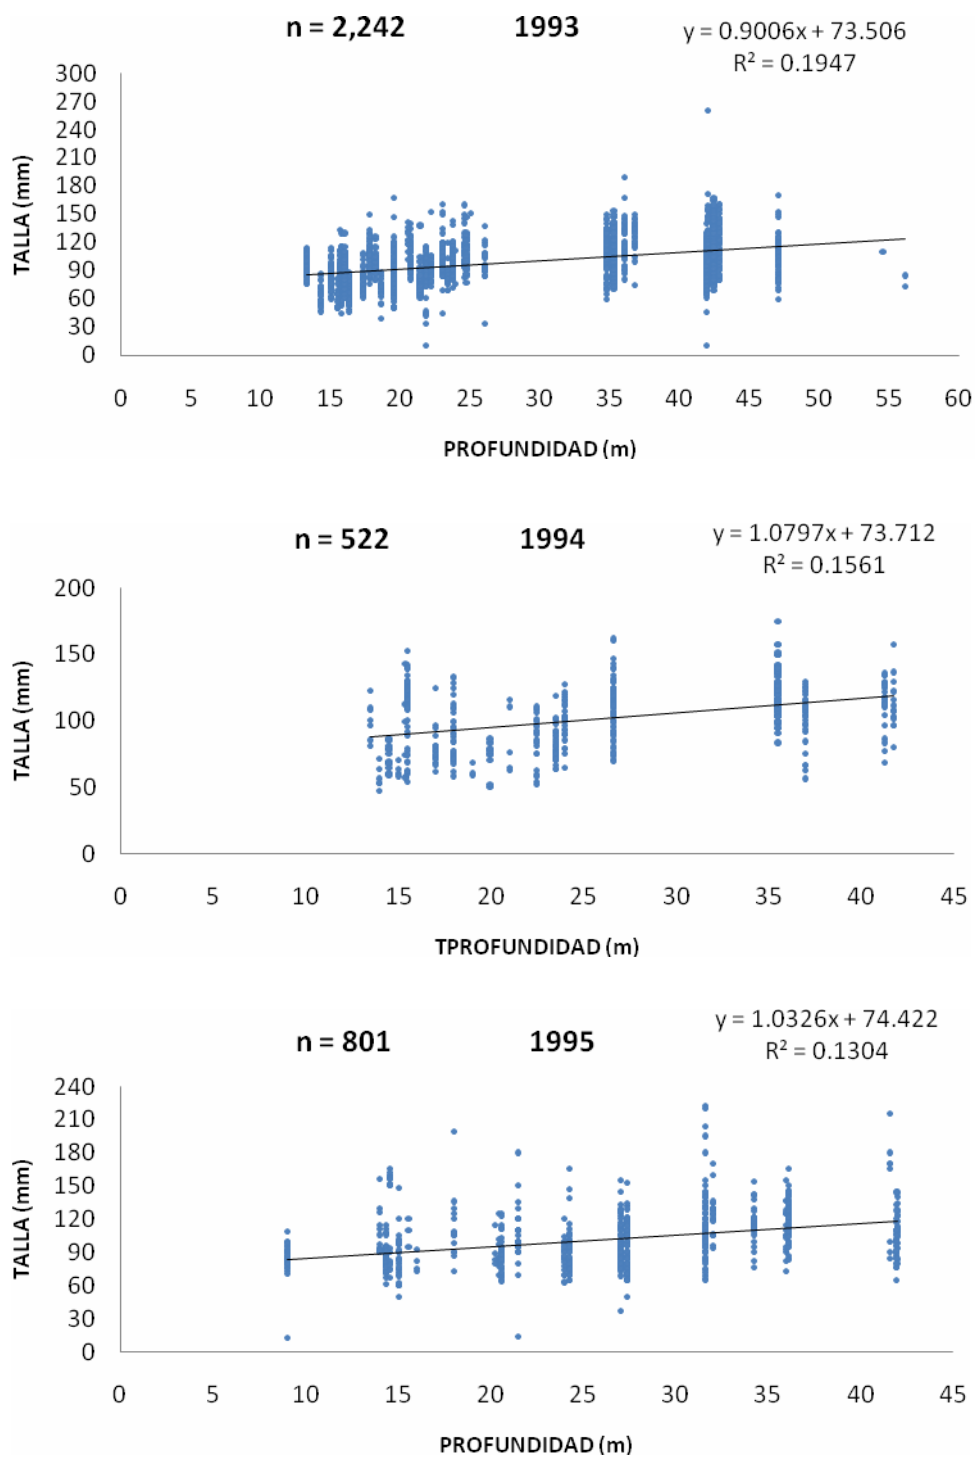 n = 2,242 1993 y = 0.9006x + 73.506
R² = 0.1947
300
270
240
210
180
150
120
90
60
30
0
TALLA (mm)
0 5 10 15 20 25 30 35 40 45 50 55 60
PROFUNDIDAD (m)
n = 522 1994 y = 1.0797x + 73.712
R² = 0.1561
200
150
100
50
0
TALLA (mm)
0 5 10 15 20 25 30 35 40 45
TPROFUNDIDAD (m)
n = 801 1995 y = 1.0326x + 74.422
R² = 0.1304
240
210
180
150
120
90
60
30
0
TALLA (mm)
0 5 10 15 20 25 30 35 40 45
PROFUNDIDAD (m)